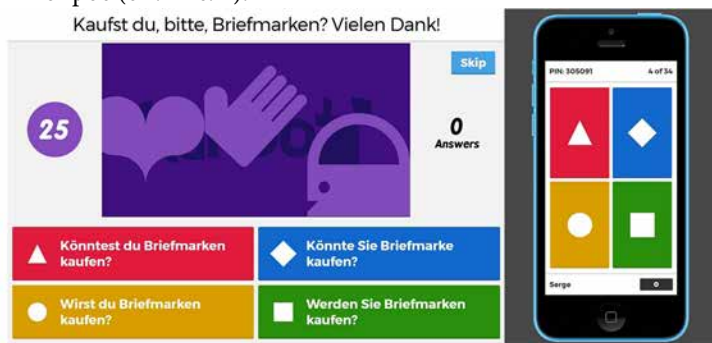 Kaufst du, bitte, Briefmarken? Vielen Dank!
Skip
25
0
Answers
Könntest du Briefmarken
kaufen?
Könnte Sie Briefmarke
kaufen?
Wirst du Briefmarken
kaufen?
Werden Sie Briefmarken
kaufen?
PIN: 305091
4 of 34
Serge
0